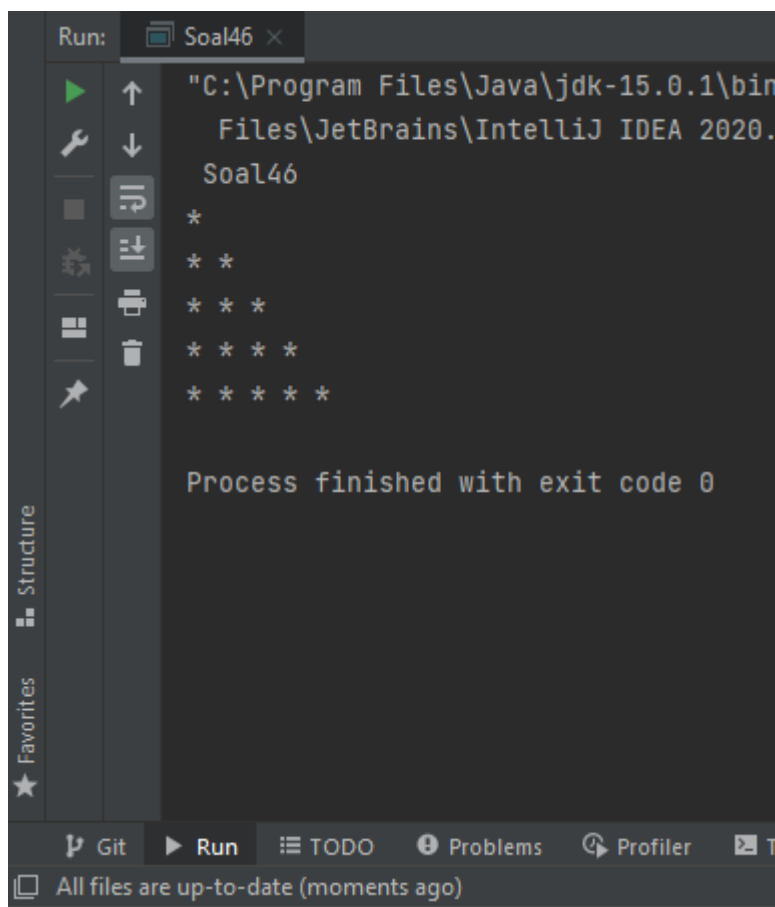 Run: Soal46
"C:\Program Files\Java\jdk-15.0.1\bin
Files\JetBrains\IntelliJ IDEA 2020.
Soal46
*
* *
* * *
* * * *
* * * * *
Process finished with exit code 0
Structure
Favorites
Git Run TODO Problems Profiler
All files are up-to-date (moments ago)